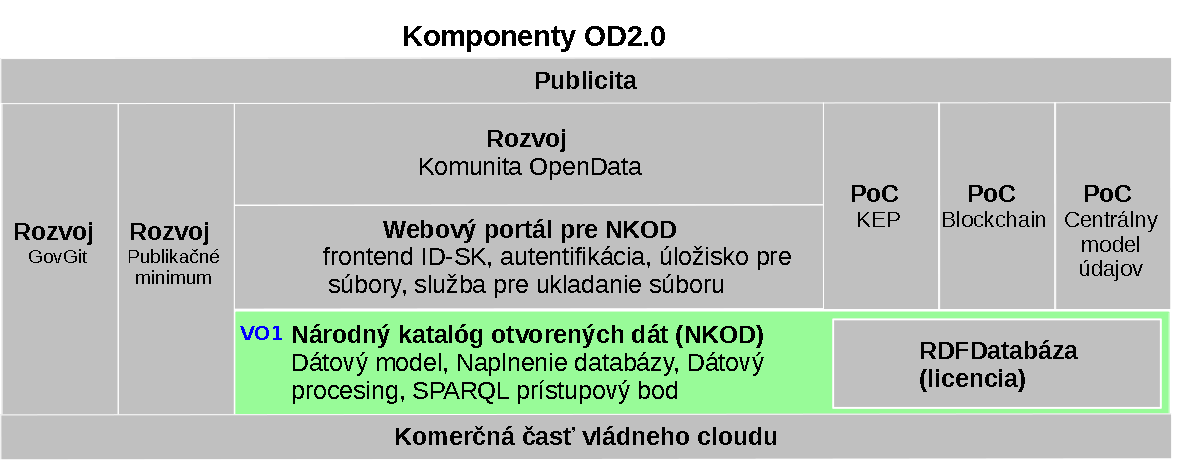 Komponenty OD2.0
Publicita
Rozvoj
GovGit
Rozvoj
Publikačné
minimum
Rozvoj
Komunita OpenData
Webový portál pre NKOD
frontend ID-SK, autentifikácia, úložisko pre
súbory, služba pre ukladanie súboru
PoC
KEP
PoC
Blockchain
PoC
Centrálny
model
údajov
VO1 Národný katalóg otvorených dát (NKOD)
Dátový model, Naplnenie databázy, Dátový
procesing, SPARQL prístupový bod
RDFDatabáza
(licencia)
Komerčná časť vládneho cloudu